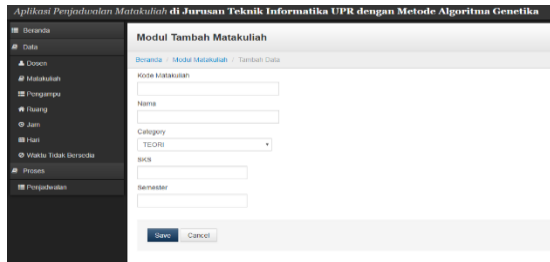 Aplikasi Penjadwalan Matakuliah di Jurusan Teknik Informatika UPR dengan Metode Algoritma Genetika
Beranda
Data
Dosen
Matakuliah
Pengampu
Ruang
Jam
Hari
Waktu Tidak Bersedia
Proses
Penjadwalan
Modul Tambah Matakuliah
Beranda / Modul Matakuliah / Tambah Data
Kode Matakuliah
Nama
Category
TEORI
SKS
Semester
Save Cancel